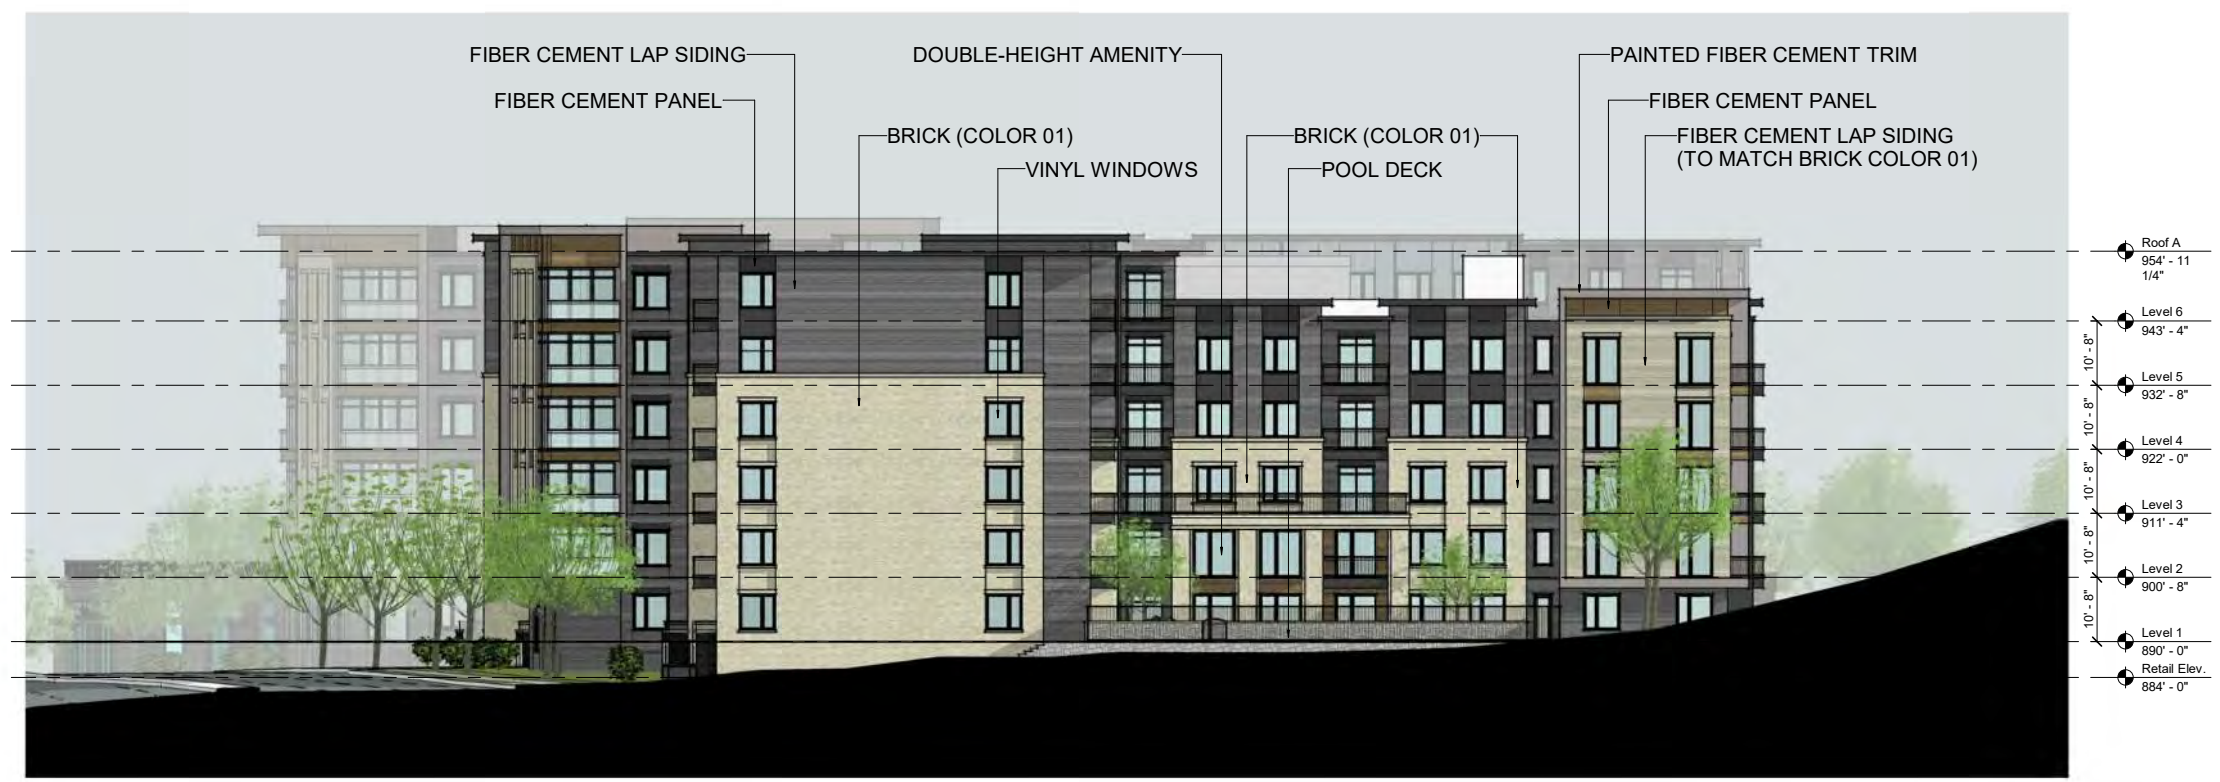 FIBER CEMENT LAP SIDING
DOUBLE-HEIGHT AMENITY
PAINTED FIBER CEMENT TRIM
FIBER CEMENT PANEL
FIBER CEMENT PANEL
BRICK (COLOR 01)
BRICK (COLOR 01)
FIBER CEMENT LAP SIDING
(TO MATCH BRICK COLOR 01)
VINYL WINDOWS
POOL DECK
Roof A
954' - 11
1/4"
Level 6
943' - 4"
10' - 8"
Level 5
932' - 8"
10' - 8"
Level 4
922' - 0"
10' - 8"
Level 3
911' - 4"
10' - 8"
Level 2
900' - 8"
10' - 8"
Level 1
890' - 0"
Retail Elev.
884' - 0"